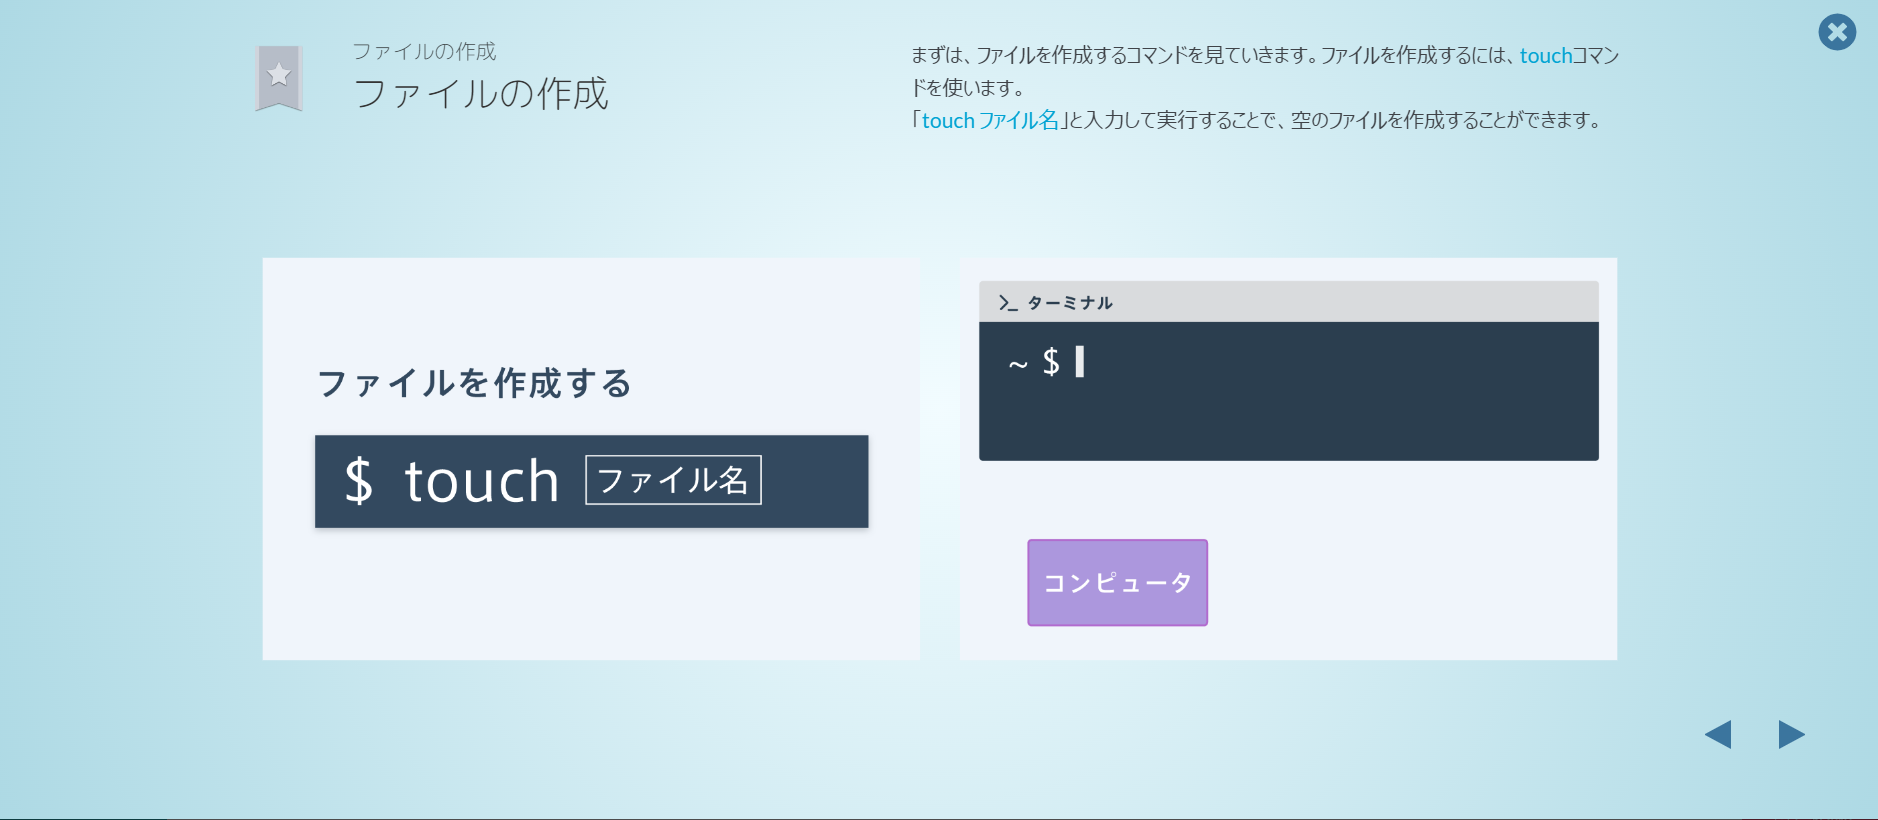 ファイルの作成
ファイルの作成
まずは、ファイルを作成するコマンドを見ていきます。ファイルを作成するには、touchコマン
ドを使います。
「touch ファイル名」と入力して実行することで、空のファイルを作成することができます。
ファイルを作成する
$ touch ファイル名
>_ ターミナル
~ $
コンピュータ